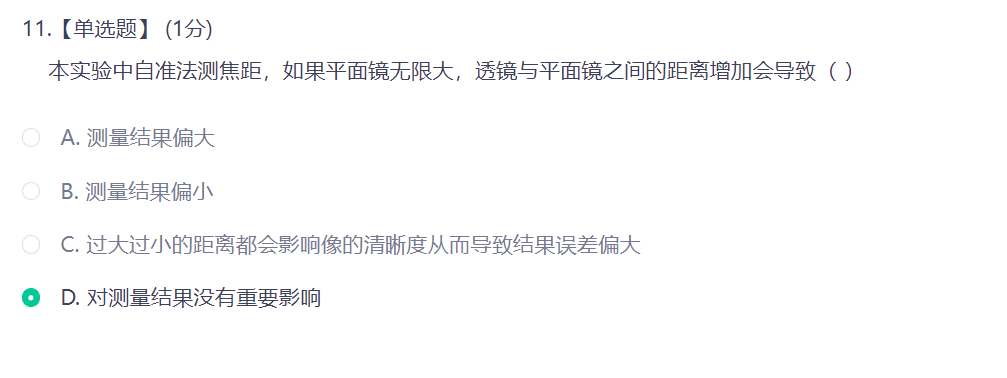 11.【单选题】 (1分)
本实验中自准法测焦距，如果平面镜无限大，透镜与平面镜之间的距离增加会导致（ ）
A. 测量结果偏大
B. 测量结果偏小
C. 过大过小的距离都会影响像的清晰度从而导致结果误差偏大
D. 对测量结果没有重要影响